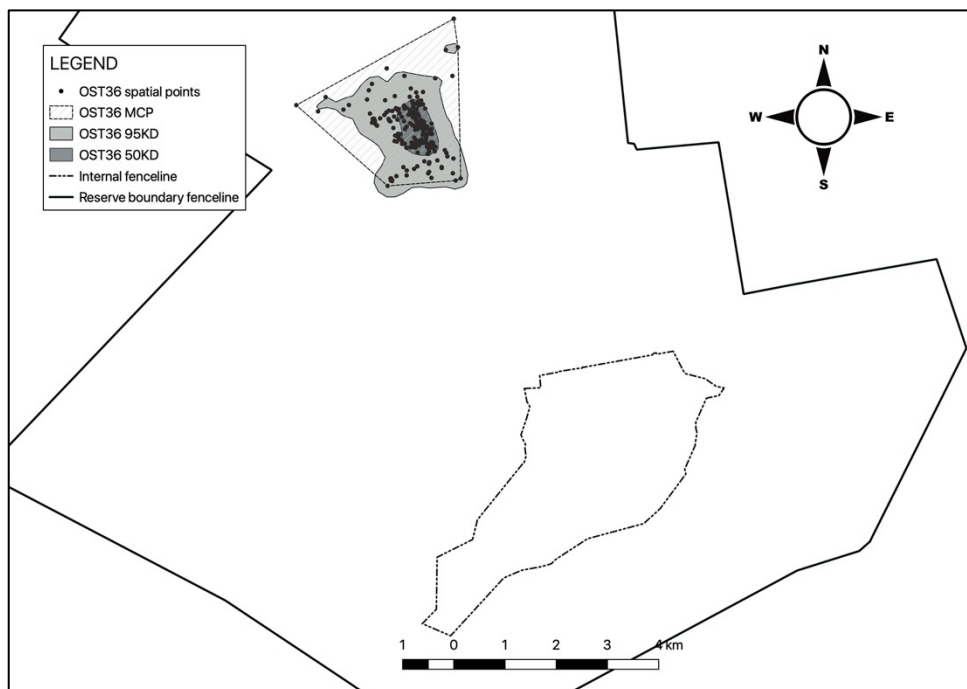 LEGEND
OST36 spatial points
OST36 MCP
OST36 95KD
OST36 50KD
Internal fenceline
Reserve boundary fenceline
N
W E
S
1 0 1 2 3 4 km